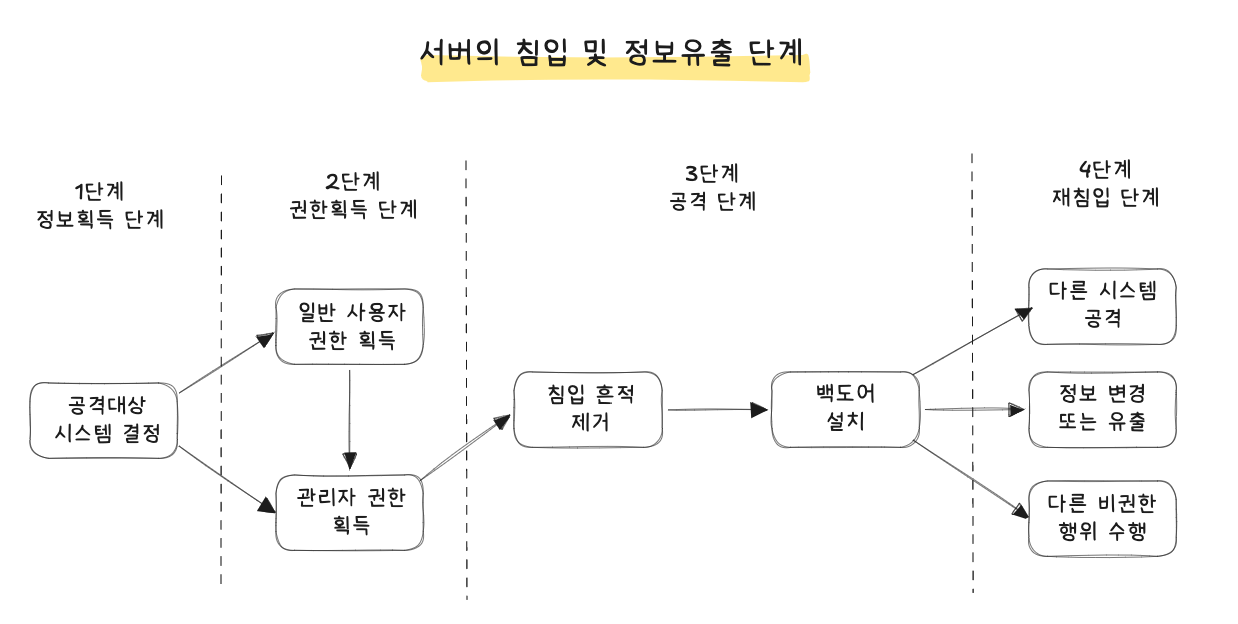 서버의 침입 및 정보유출 단계
1단계
정보획득 단계
2단계
권한획득 단계
3단계
공격 단계
4단계
재침입 단계
공격대상
시스템 결정
일반 사용자
권한 획득
관리자 권한
획득
침입 흔적
제거
백도어
설치
다른 시스템
공격
정보 변경
또는 유출
다른 비권한
행위 수행